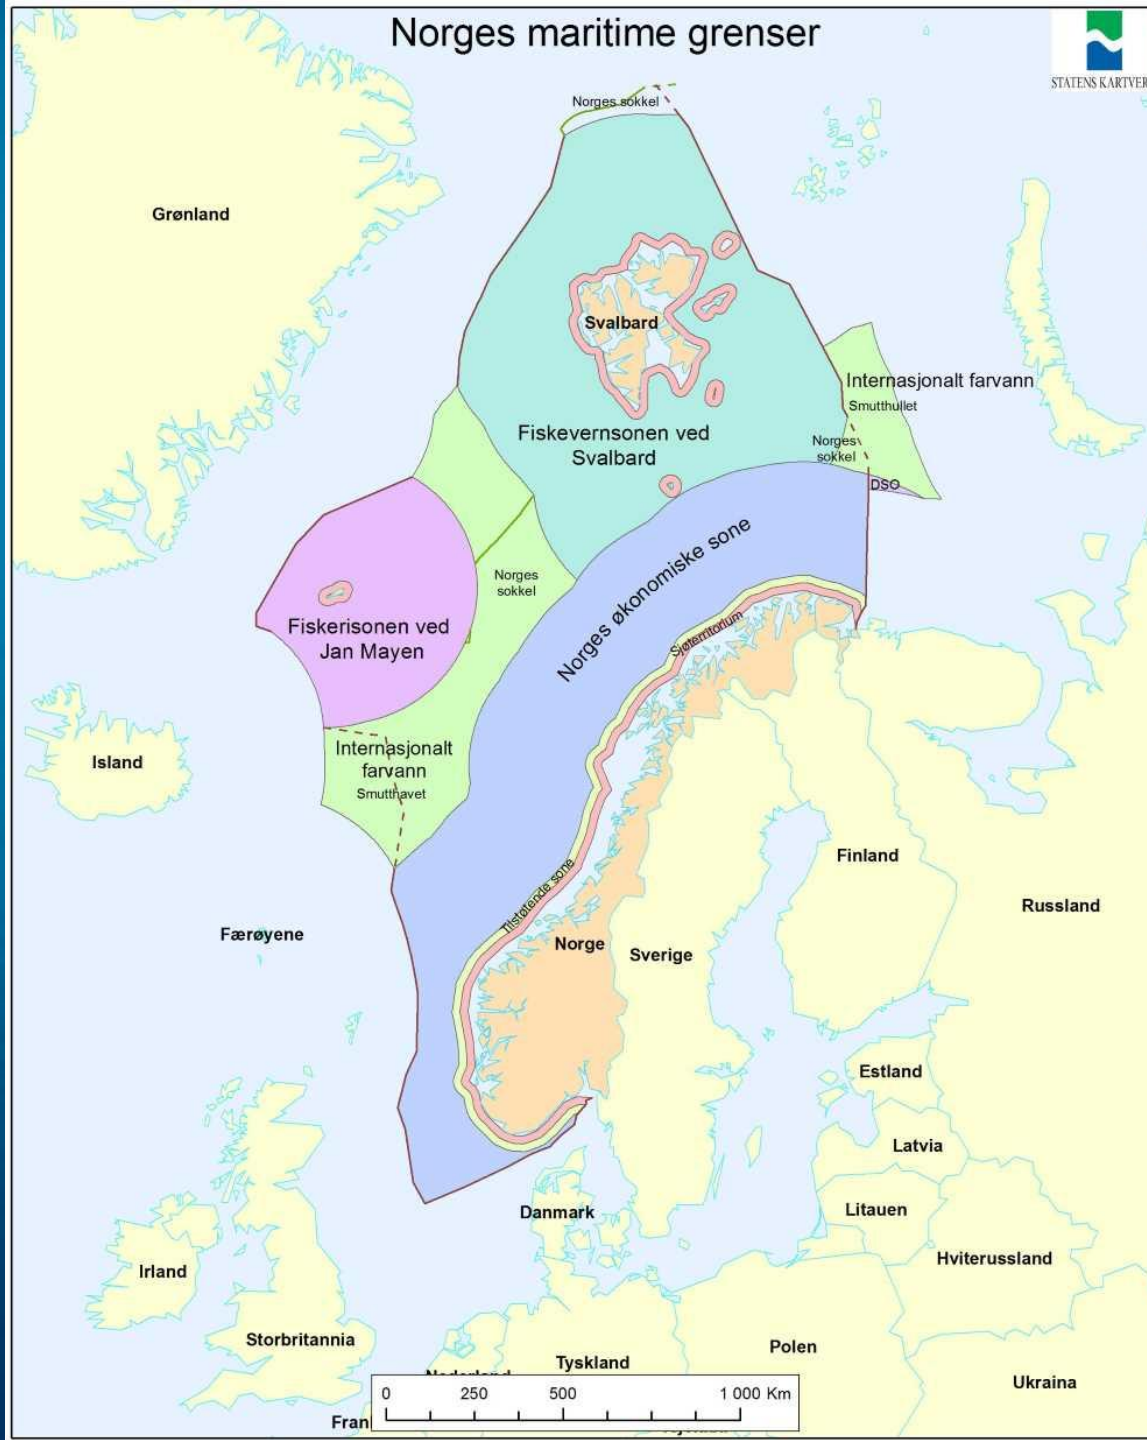 Norges maritime grenser
STATENS KARTVER
Norges sokkel
Grønland
Svalbard
Internasjonalt farvann
Smutthullet
Fiskevernsonen ved
Svalbard
Norges
sokkel
DSO
Norges økonomiske sone
Norges
sokkel
Fiskerisonen ved
Jan Mayen
Sjøterritorium
Internasjonalt
farvann
Smutthavet
Island
Tilstøtende sone
Finland
Russland
Færøyene
Norge
Sverige
Estland
Latvia
Danmark
Litauen
Hviterussland
Irland
Storbritannia
Polen
Tyskland
Ukraina
0 250 500 1 000 Km
Fran